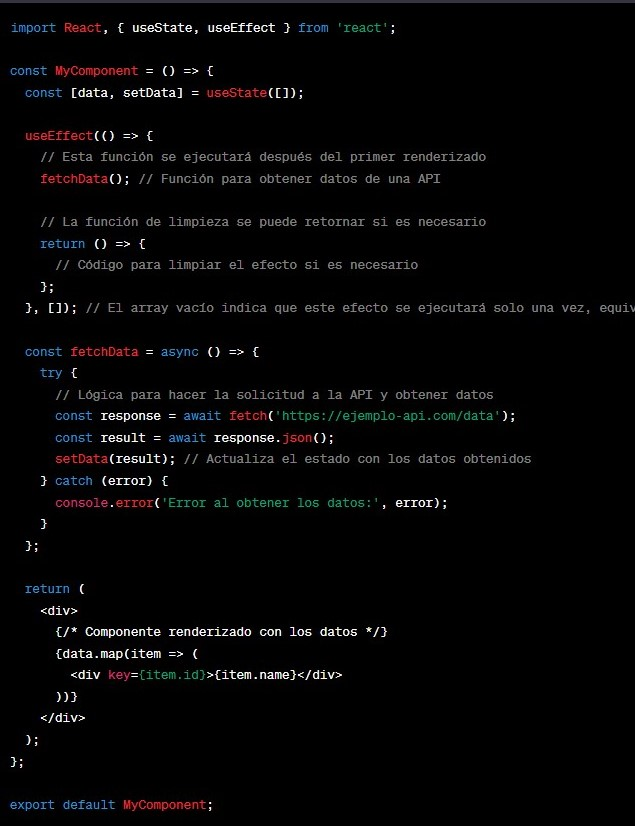 import React, { useState, useEffect } from 'react';
const MyComponent = () => {
const [data, setData] = useState([]);
useEffect(() => {
// Esta función se ejecutará después del primer renderizado
fetchData(); // Función para obtener datos de una API
// La función de limpieza se puede retornar si es necesario
return () => {
// Código para limpiar el efecto si es necesario
};
}, []); // El array vacío indica que este efecto se ejecutará solo una vez, equiv
const fetchData = async () => {
try {
// Lógica para hacer la solicitud a la API y obtener datos
const response = await fetch('https://ejemplo-api.com/data');
const result = await response.json();
setData(result); // Actualiza el estado con los datos obtenidos
} catch (error) {
console.error('Error al obtener los datos:', error);
}
};
return (
<div>
{/* Componente renderizado con los datos */}
{data.map(item => (
<div key={item.id}>{item.name}</div>
))}
</div>
);
};
export default MyComponent;